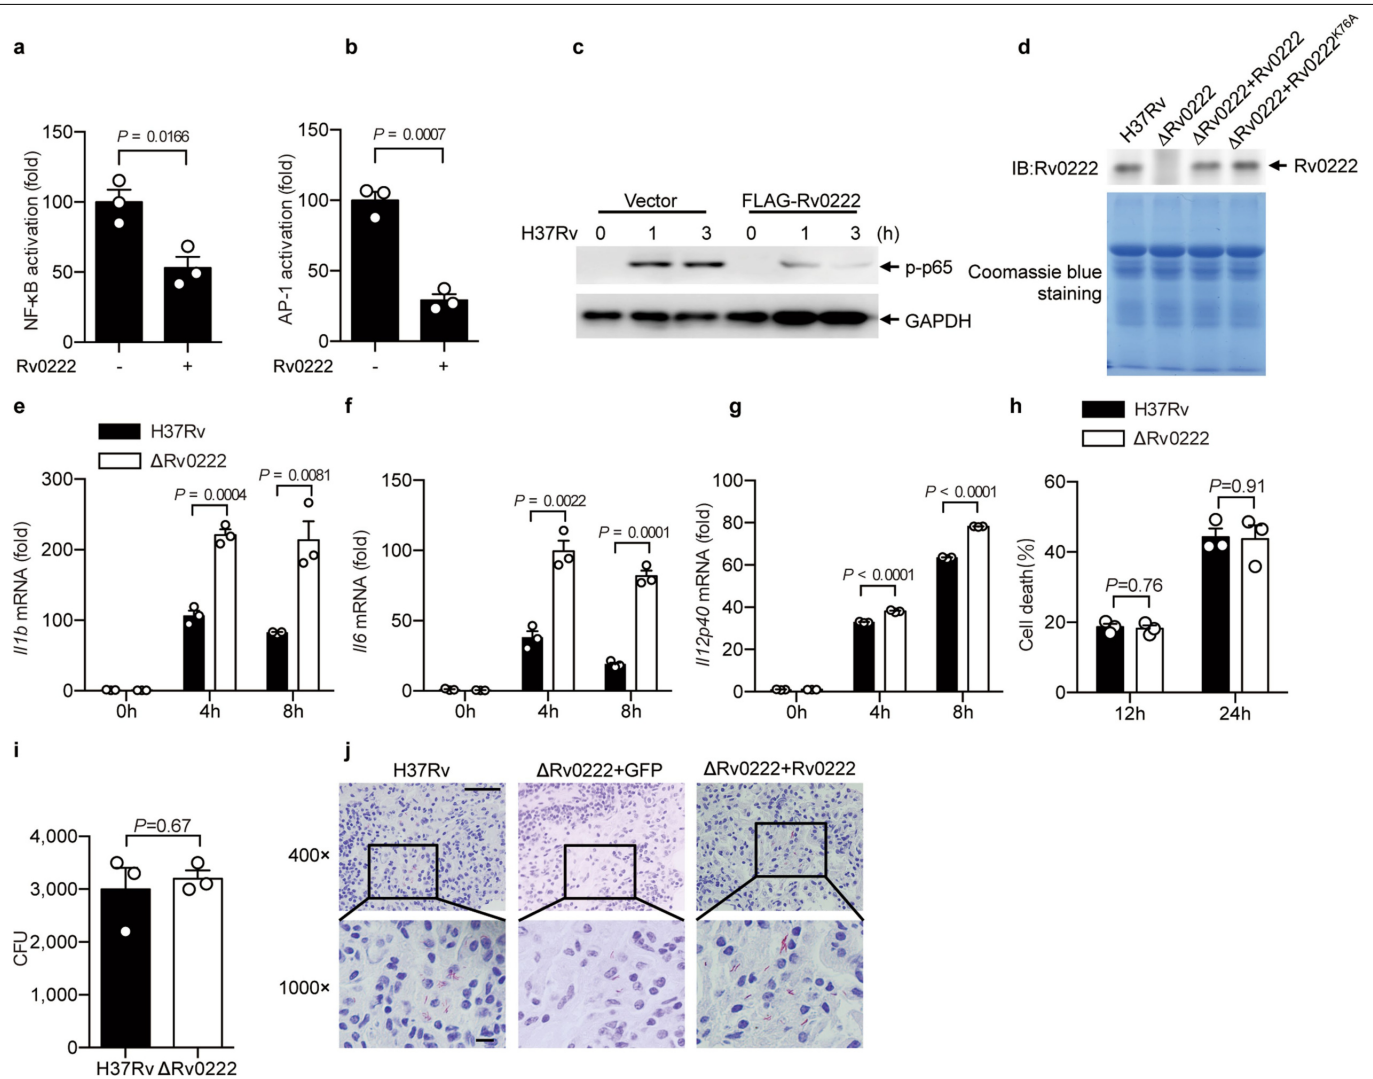 a
NF-κB activation (fold)
150
100
50
0
P = 0.0166
Rv0222
-
+
b
AP-1 activation (fold)
150
100
50
0
P = 0.0007
Rv0222
-
+
c
Vector
FLAG-Rv0222
H37Rv 0 1 3 0 1 3 (h)
p-p65
GAPDH
d
H37Rv
ΔRv0222
ΔRv0222+Rv0222
ΔRv0222+Rv0222K76A
IB:Rv0222
Rv0222
Coomassie blue
staining
e
H37Rv
ΔRv0222
Il1b mRNA (fold)
300
200
100
0
P = 0.0004
P = 0.0081
0h 4h 8h
f
Il6 mRNA (fold)
150
100
50
0
P = 0.0022
P = 0.0001
0h 4h 8h
g
Il12p40 mRNA (fold)
100
80
60
40
20
0
P < 0.0001
P < 0.0001
0h 4h 8h
h
H37Rv
ΔRv0222
Cell death(%)
60
40
20
0
P=0.76
P=0.91
12h 24h
i
CFU
4,000
3,000
2,000
1,000
0
P=0.67
H37Rv ΔRv0222
j
H37Rv
ΔRv0222+GFP
ΔRv0222+Rv0222
400×
1000×